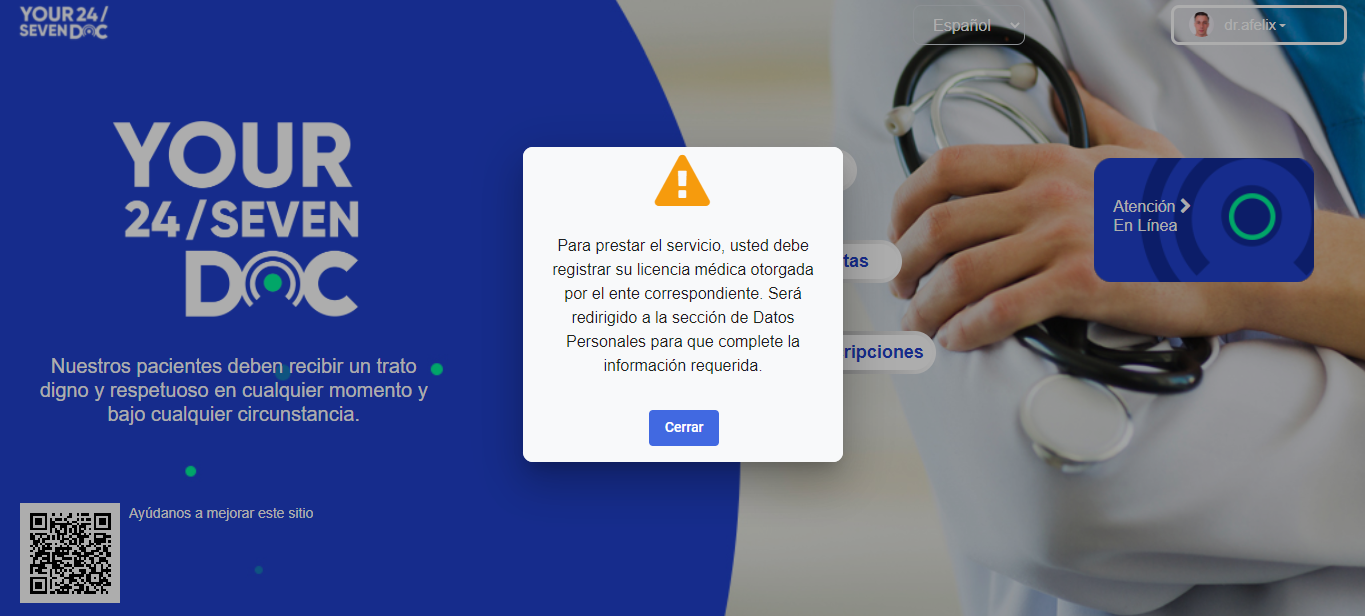 YOUR 24/
SEVEN DOC
Español
dr.afelix
YOUR
24/SEVEN
DOC
Nuestros pacientes deben recibir un trato
digno y respetuoso en cualquier momento y
bajo cualquier circunstancia.
Ayúdanos a mejorar este sitio
Para prestar el servicio, usted debe
registrar su licencia médica otorgada
por el ente correspondiente. Será
redirigido a la sección de Datos
Personales para que complete la
información requerida.
Cerrar
Atención
En Línea